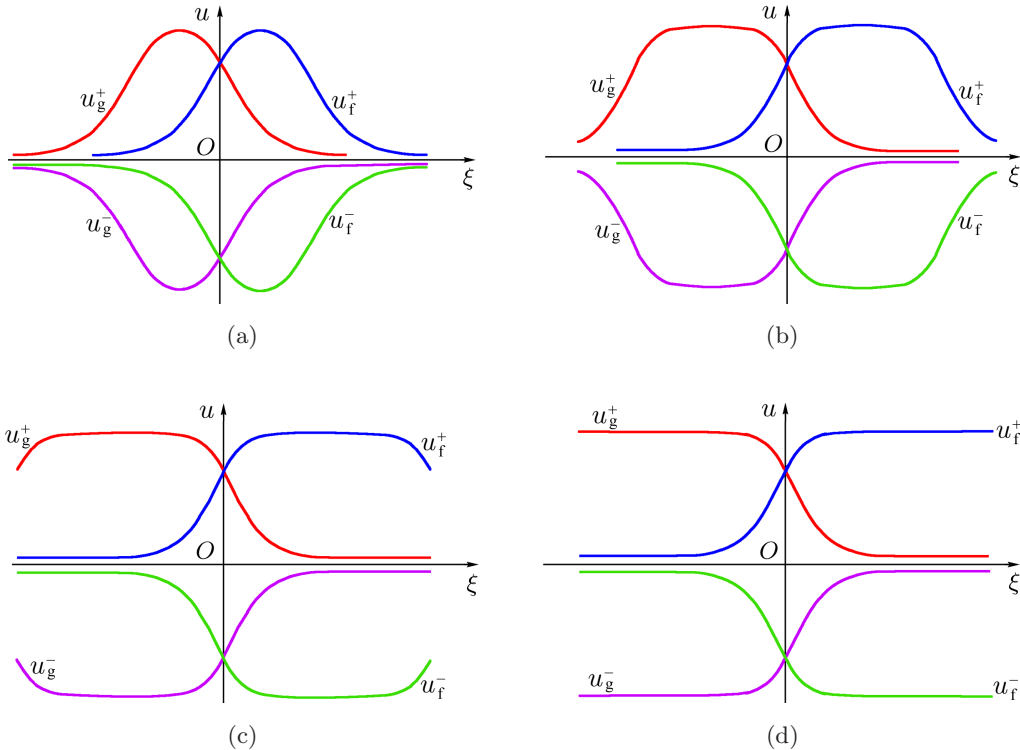 u u
u_g^+ u_f^+ u_g^+ u_f^+
O O
ξ ξ
u_g^- u_f^- u_g^- u_f^-
(a) (b)
u u
u_g^+ u_f^+ u_g^+ u_f^+
O O
ξ ξ
u_g^- u_f^- u_g^- u_f^-
(c) (d)